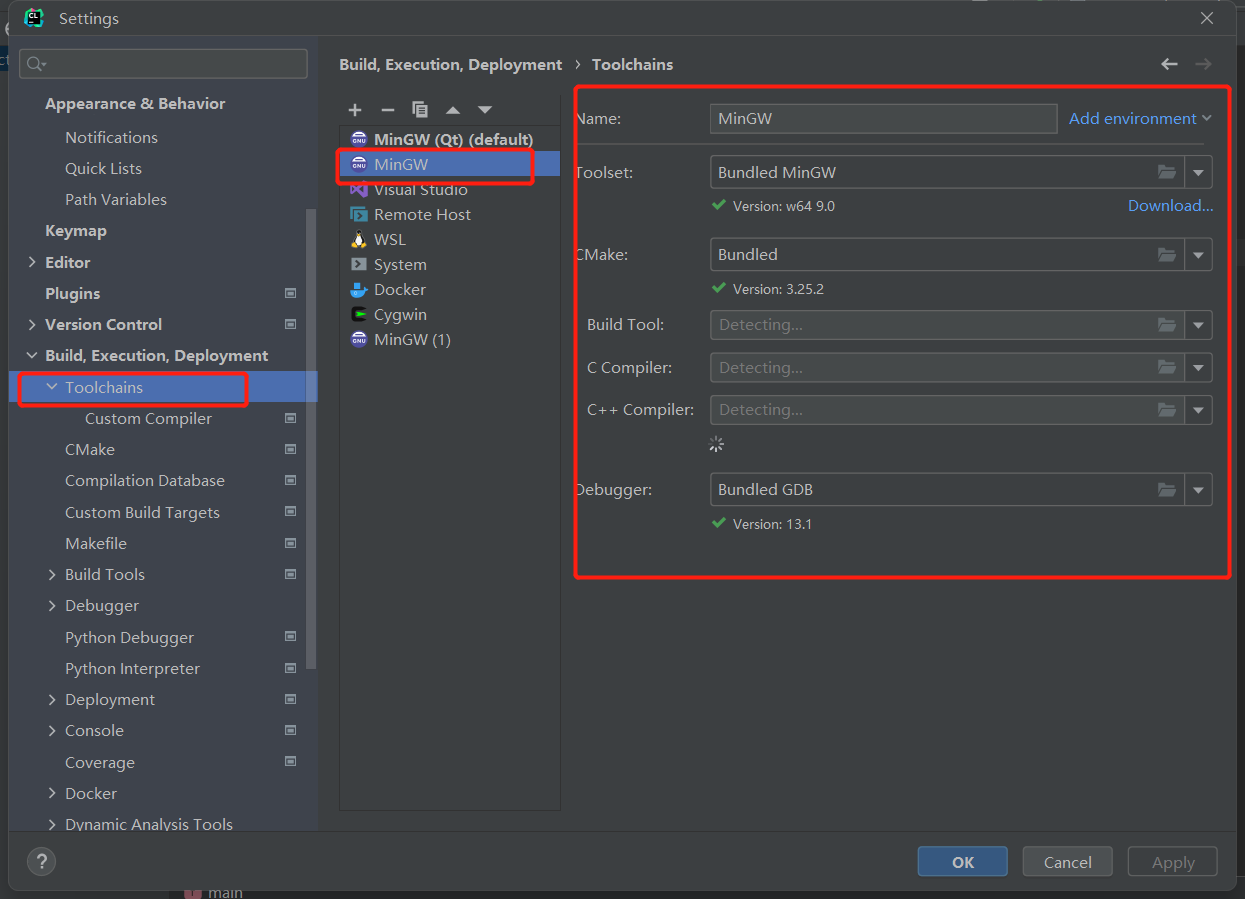 Settings
Appearance & Behavior
Notifications
Quick Lists
Path Variables
Keymap
Editor
Plugins
Version Control
Build, Execution, Deployment
Toolchains
Custom Compiler
CMake
Compilation Database
Custom Build Targets
Makefile
Build Tools
Debugger
Python Debugger
Python Interpreter
Deployment
Console
Coverage
Docker
Dynamic Analysis Tools
Build, Execution, Deployment › Toolchains
MinGW (Qt) (default)
MinGW
Visual Studio
Remote Host
WSL
System
Docker
Cygwin
MinGW (1)
Name: MinGW Add environment
Toolset: Bundled MinGW
Version: w64 9.0 Download...
CMake: Bundled
Version: 3.25.2
Build Tool: Detecting...
C Compiler: Detecting...
C++ Compiler: Detecting...
Debugger: Bundled GDB
Version: 13.1
? OK Cancel Apply
main